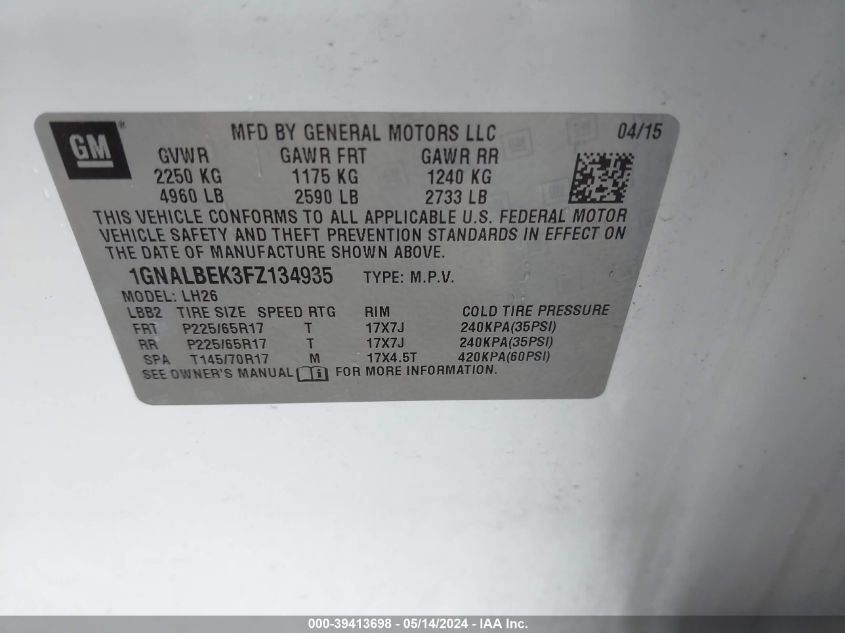 GM
MFD BY GENERAL MOTORS LLC 04/15
GVWR GAWR FRT GAWR RR
2250 KG 1175 KG 1240 KG
4960 LB 2590 LB 2733 LB
THIS VEHICLE CONFORMS TO ALL APPLICABLE U.S. FEDERAL MOTOR
VEHICLE SAFETY AND THEFT PREVENTION STANDARDS IN EFFECT ON
THE DATE OF MANUFACTURE SHOWN ABOVE.
1GNALBEK3FZ134935 TYPE: M.P.V.
MODEL: LH26
LBB2 TIRE SIZE SPEED RTG RIM COLD TIRE PRESSURE
FRT P225/65R17 T 17X7J 240KPA(35PSI)
RR P225/65R17 T 17X7J 240KPA(35PSI)
SPA T145/70R17 M 17X4.5T 420KPA(60PSI)
SEE OWNER'S MANUAL FOR MORE INFORMATION.
000-39413698 - 05/14/2024 - IAA Inc.